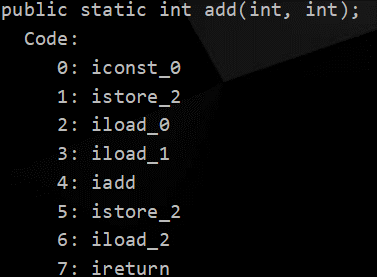 public static int add(int, int);
Code:
0: iconst_0
1: istore_2
2: iload_0
3: iload_1
4: iadd
5: istore_2
6: iload_2
7: ireturn